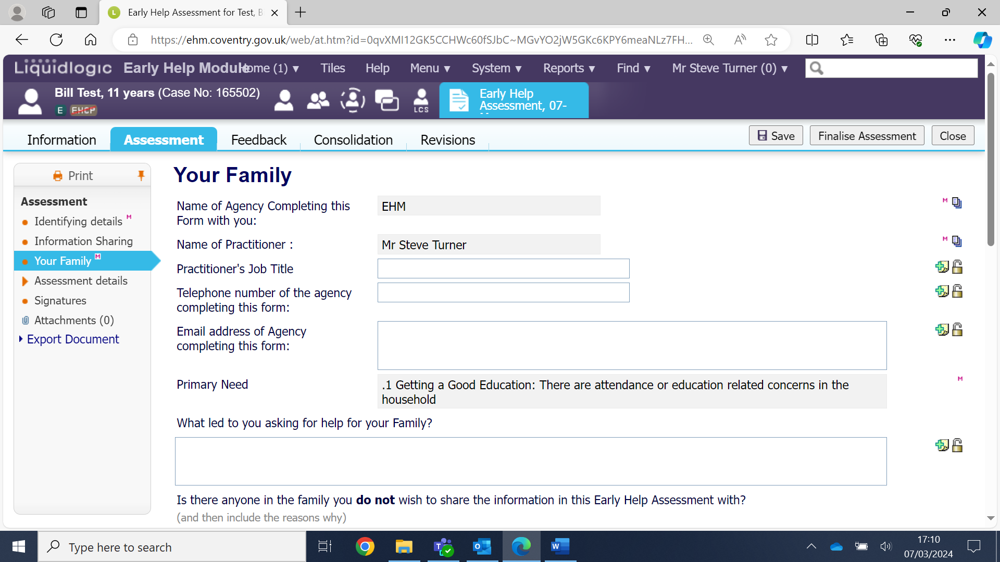 Early Help Assessment for Test, B
https://ehm.coventry.gov.uk/web/at.htm?id=0qvXMI12GK5CCHWc60fSJbC~MGvYO2jW5GKc6KPY6meaNLz7FH...
Liquidlogic Early Help Module ome (1) Tiles Help Menu System Reports Find Mr Steve Turner (0)
Bill Test, 11 years (Case No: 165502)
E EHCP
LCS
Early Help
Assessment, 07-
Information Assessment Feedback Consolidation Revisions Save Finalise Assessment Close
Print
Assessment
Identifying details M
Information Sharing
Your Family M
Assessment details
Signatures
Attachments (0)
Export Document
Your Family
Name of Agency Completing this
Form with you:
EHM
M
Name of Practitioner :
Mr Steve Turner
M
Practitioner's Job Title
Telephone number of the agency
completing this form:
Email address of Agency
completing this form:
Primary Need
.1 Getting a Good Education: There are attendance or education related concerns in the
household
M
What led to you asking for help for your Family?
Is there anyone in the family you do not wish to share the information in this Early Help Assessment with?
(and then include the reasons why)
Type here to search
17:10
07/03/2024